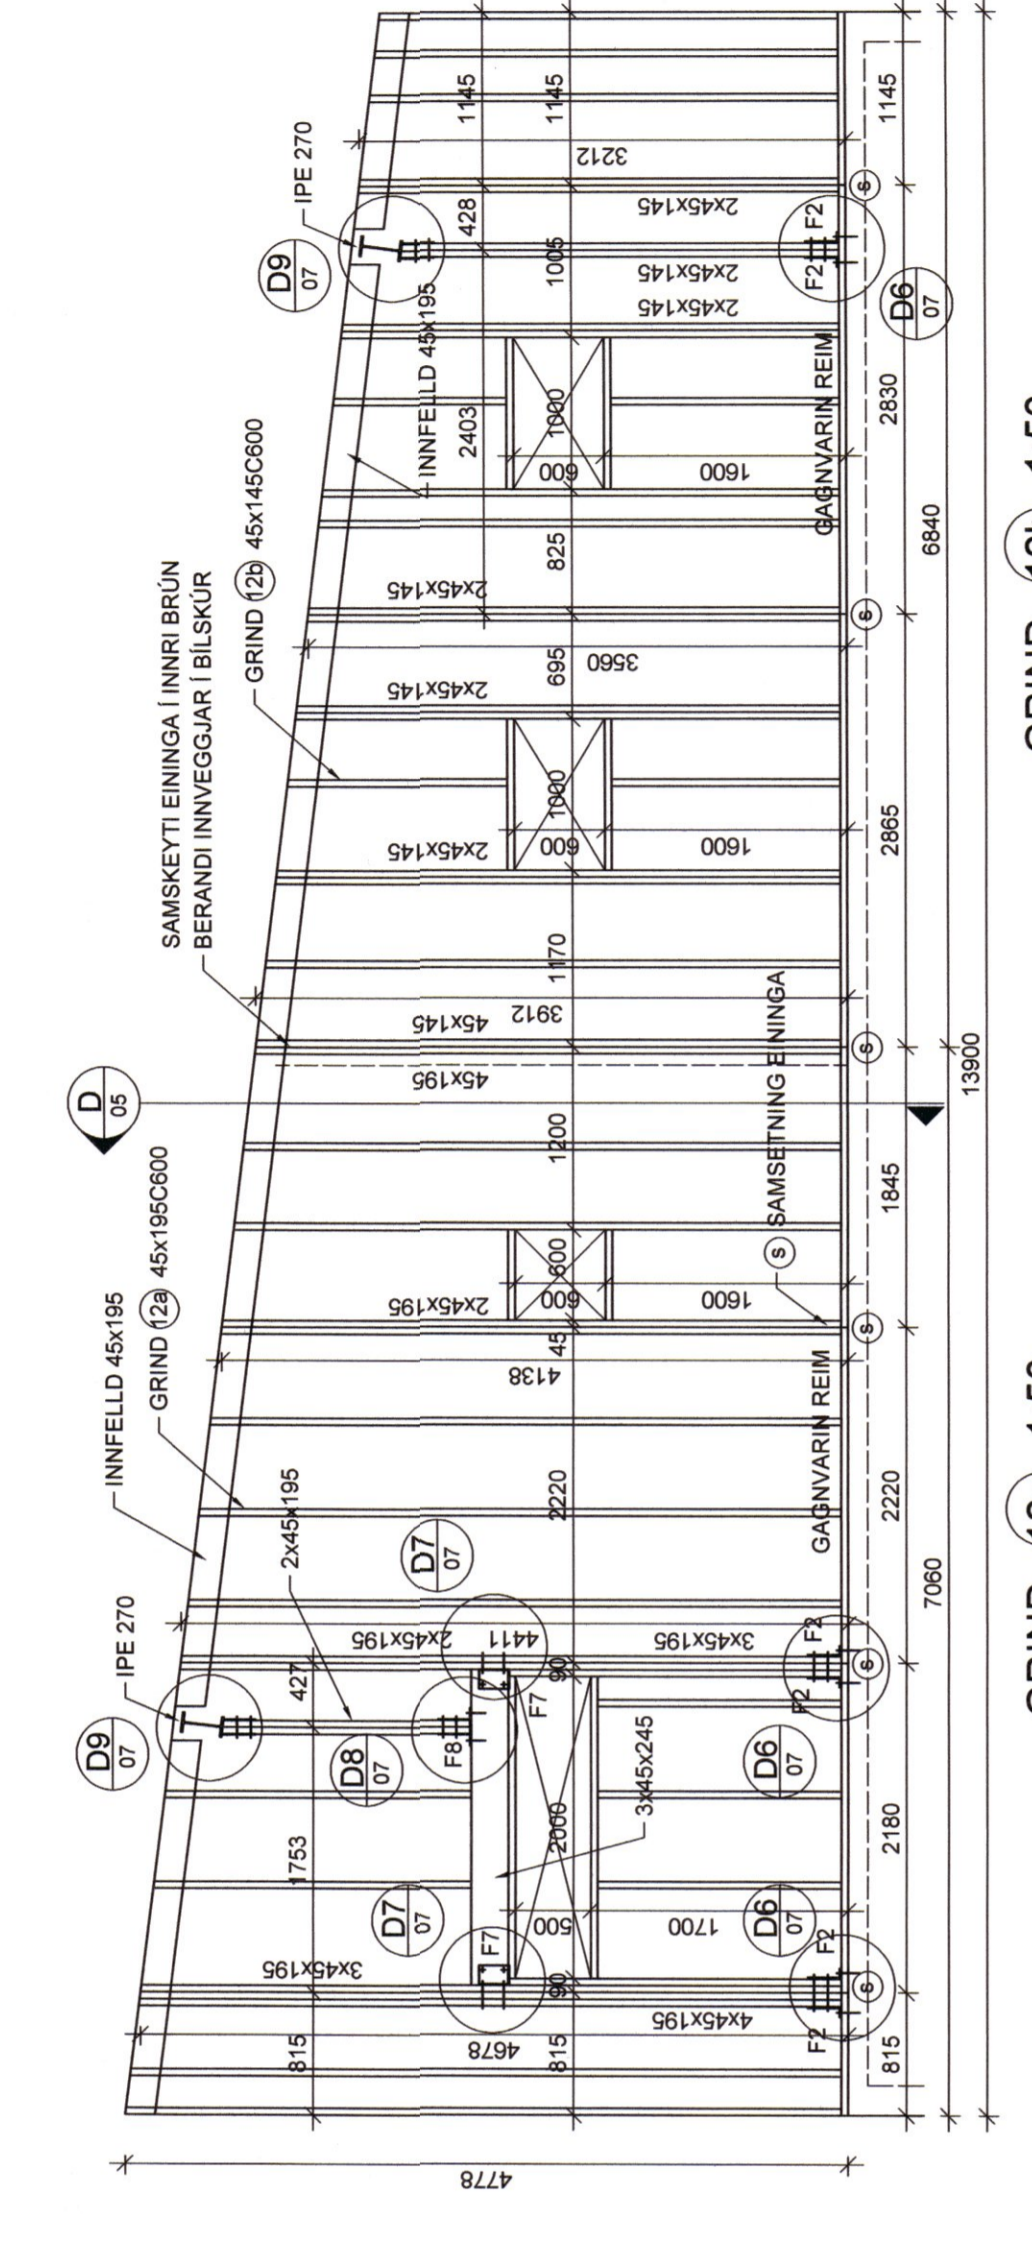 IPE 270
D9
07
INNFELLD 45x195
GRIND 12a 45x195C600
D
05
SAMSKEYTI EININGA Í INNRI BRÚN
BERANDI INNVEGGJAR Í BÍLSKÚR
GRIND 12b 45x145C600
D9
07
IPE 270
INNFELLD 45x195
2x45x195
815
1753
427
3x45x195
2x45x195
2x45x195
45x195
45x145
2x45x145
2x45x145
2x45x145
2403
428
1145
D8
07
F8
D7
07
D7
07
4778
4678
F7
4411
F7
4138
3912
3560
3212
815
90
2000
90
2220
45
600
1200
1170
1000
695
825
1000
1005
1145
500
600
600
600
3x45x245
1700
1600
1600
1600
4x45x195
3x45x195
2x45x145
2x45x145
2x45x145
D6
07
D6
07
s SAMSETNING EININGA
F2
F2
F2
F2
GAGNVARIN REIM
GAGNVARIN REIM
F2
F2
s
s
s
s
s
s
D6
07
815
2180
2220
1845
2865
2830
1145
7060
6840
13900